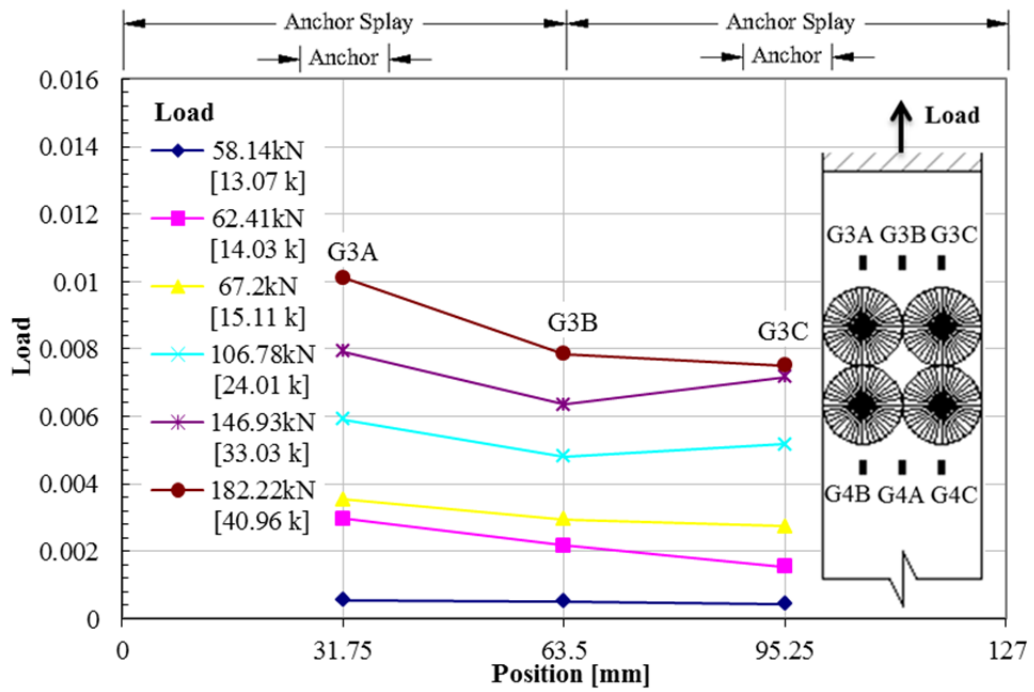 Anchor Splay
Anchor Splay
Anchor
Anchor
0.016
0.014
0.012
0.01
0.008
0.006
0.004
0.002
0
Load
Load
58.14kN
[13.07 k]
62.41kN
[14.03 k]
67.2kN
[15.11 k]
106.78kN
[24.01 k]
146.93kN
[33.03 k]
182.22kN
[40.96 k]
G3A
G3B
G3C
Load
G3A G3B G3C
G4B G4A G4C
0
31.75
63.5
95.25
127
Position [mm]